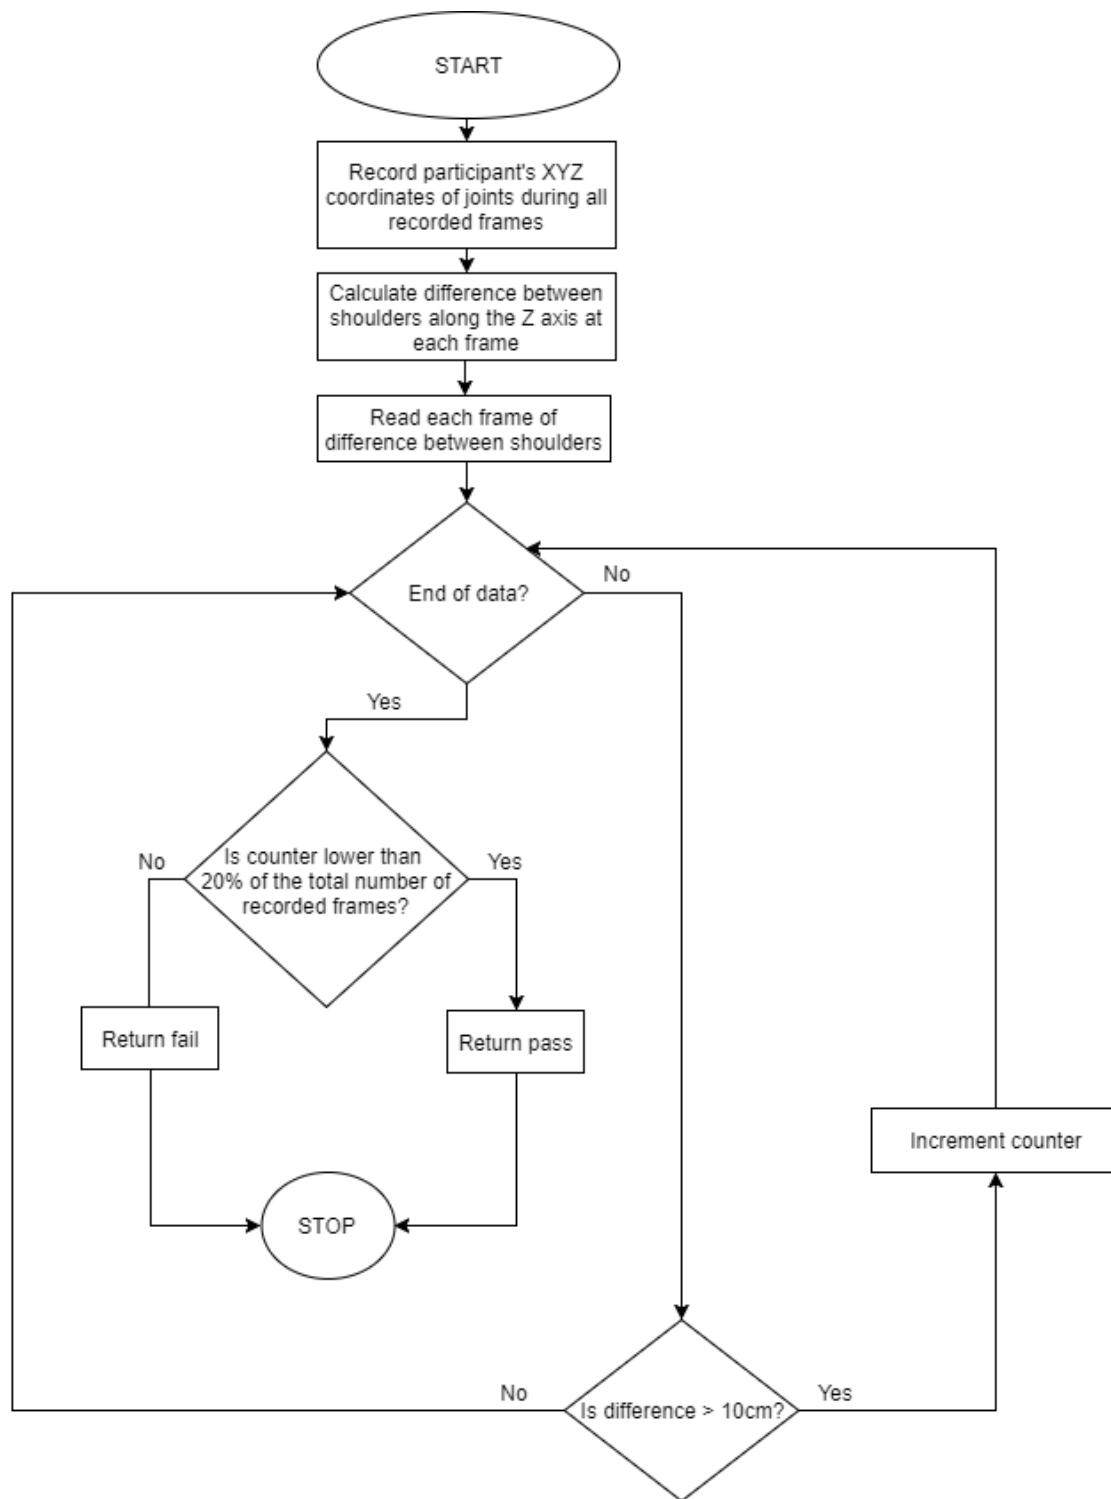 START
Record participant's XYZ
coordinates of joints during all
recorded frames
Calculate difference between
shoulders along the Z axis at
each frame
Read each frame of
difference between shoulders
End of data?
No
Yes
Is counter lower than
20% of the total number of
recorded frames?
No
Yes
Return fail
Return pass
STOP
Increment counter
Is difference > 10cm?
No
Yes